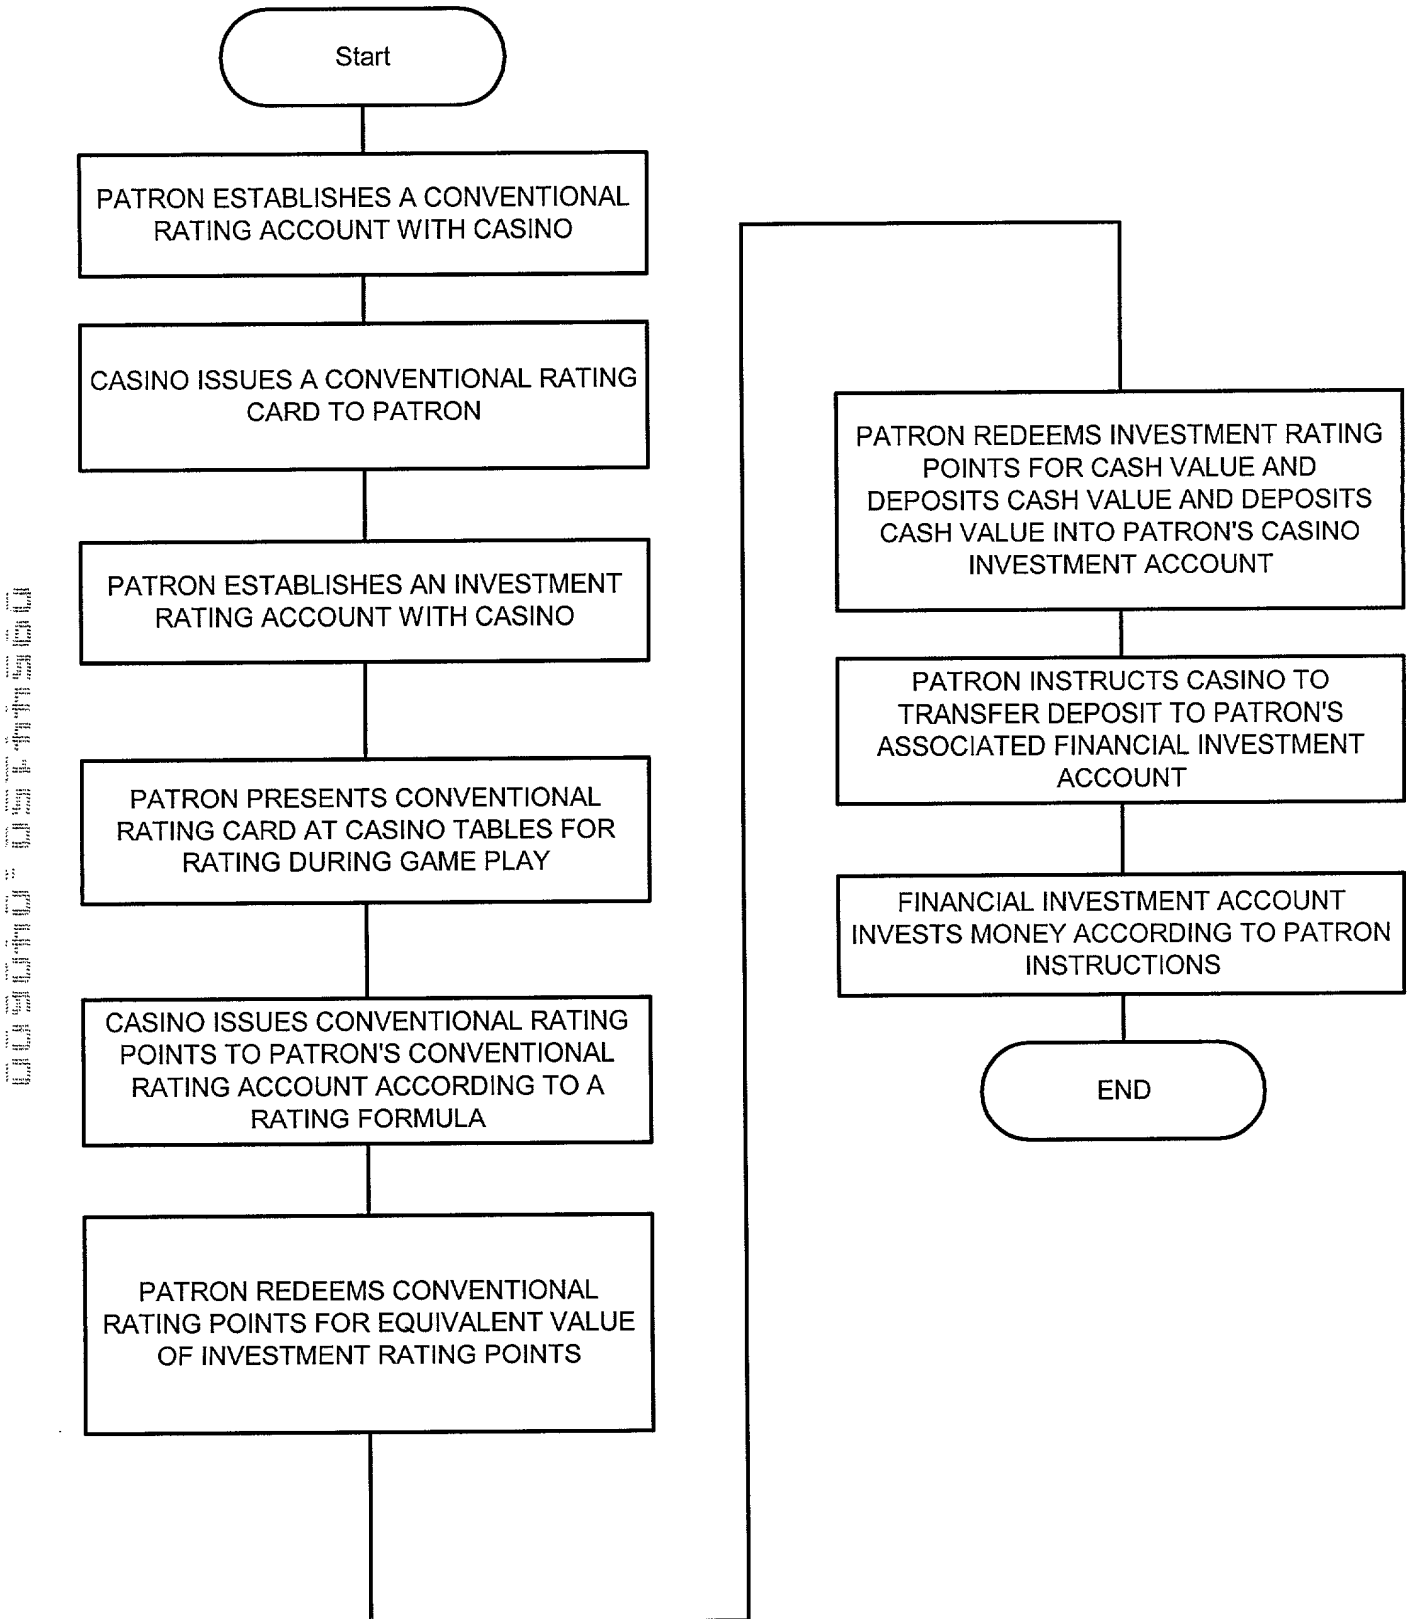 Start
PATRON ESTABLISHES A CONVENTIONAL
RATING ACCOUNT WITH CASINO
CASINO ISSUES A CONVENTIONAL RATING
CARD TO PATRON
PATRON ESTABLISHES AN INVESTMENT
RATING ACCOUNT WITH CASINO
PATRON PRESENTS CONVENTIONAL
RATING CARD AT CASINO TABLES FOR
RATING DURING GAME PLAY
CASINO ISSUES CONVENTIONAL RATING
POINTS TO PATRON'S CONVENTIONAL
RATING ACCOUNT ACCORDING TO A
RATING FORMULA
PATRON REDEEMS CONVENTIONAL
RATING POINTS FOR EQUIVALENT VALUE
OF INVESTMENT RATING POINTS
PATRON REDEEMS INVESTMENT RATING
POINTS FOR CASH VALUE AND
DEPOSITS CASH VALUE AND DEPOSITS
CASH VALUE INTO PATRON'S CASINO
INVESTMENT ACCOUNT
PATRON INSTRUCTS CASINO TO
TRANSFER DEPOSIT TO PATRON'S
ASSOCIATED FINANCIAL INVESTMENT
ACCOUNT
FINANCIAL INVESTMENT ACCOUNT
INVESTS MONEY ACCORDING TO PATRON
INSTRUCTIONS
END